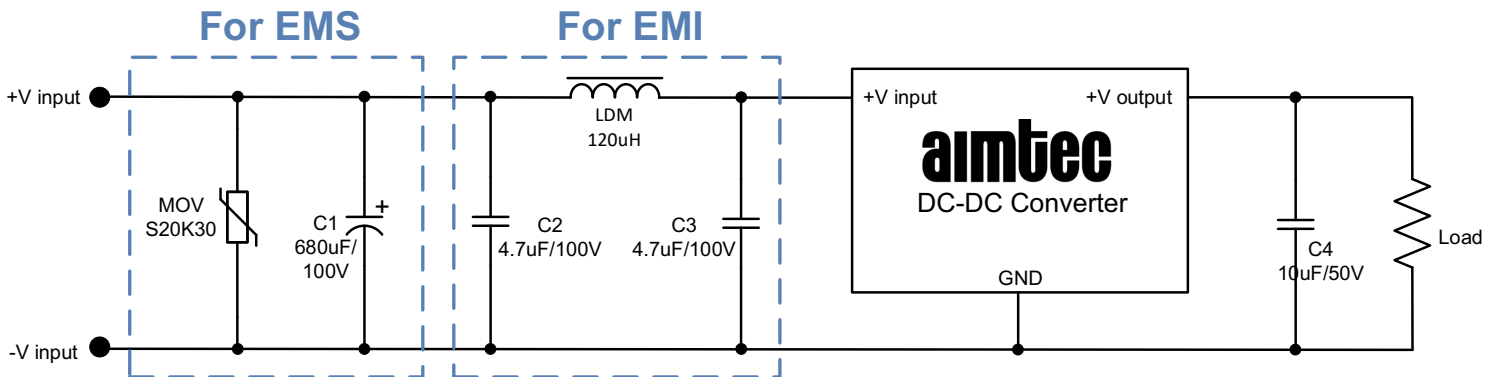 For EMS
For EMI
+V input
LDM
120uH
+V input
+V output
aimtec
DC-DC Converter
MOV
S20K30
+
C1
680uF/
100V
C2
4.7uF/100V
C3
4.7uF/100V
C4
10uF/50V
Load
GND
-V input